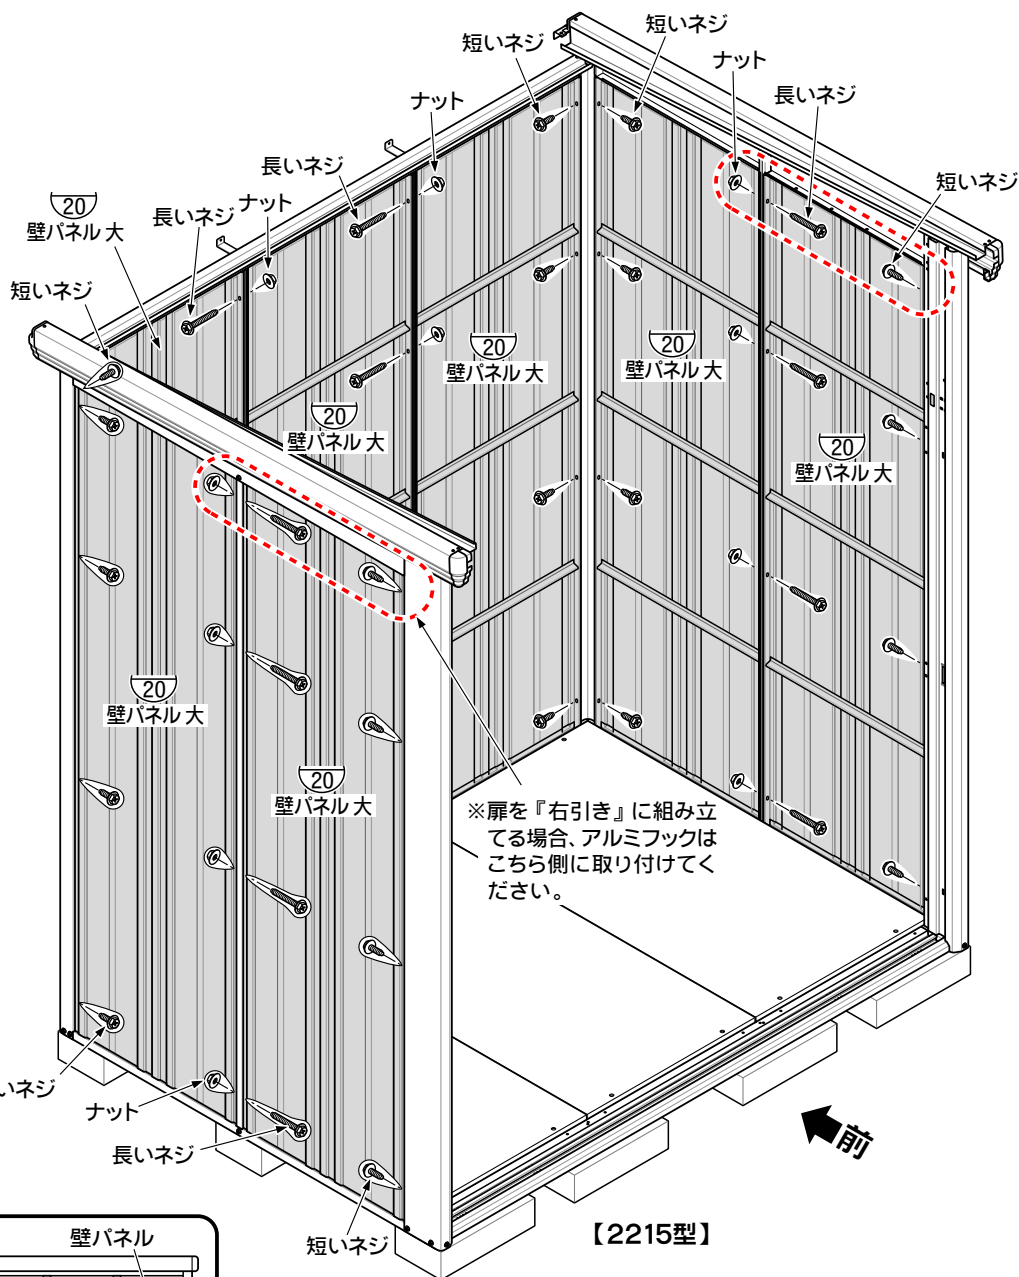 短いネジ
短いネジ
ナット
長いネジ
短いネジ
ナット
長いネジ
ナット
長いネジ
20
壁パネル 大
短いネジ
20
壁パネル 大
20
壁パネル 大
20
壁パネル 大
20
壁パネル 大
20
壁パネル 大
20
壁パネル 大
※扉を『右引き』に組み立
てる場合、アルミフックは
こちら側に取り付けてく
ださい。
いネジ
ナット
長いネジ
短いネジ
前
【2215型】
壁パネル